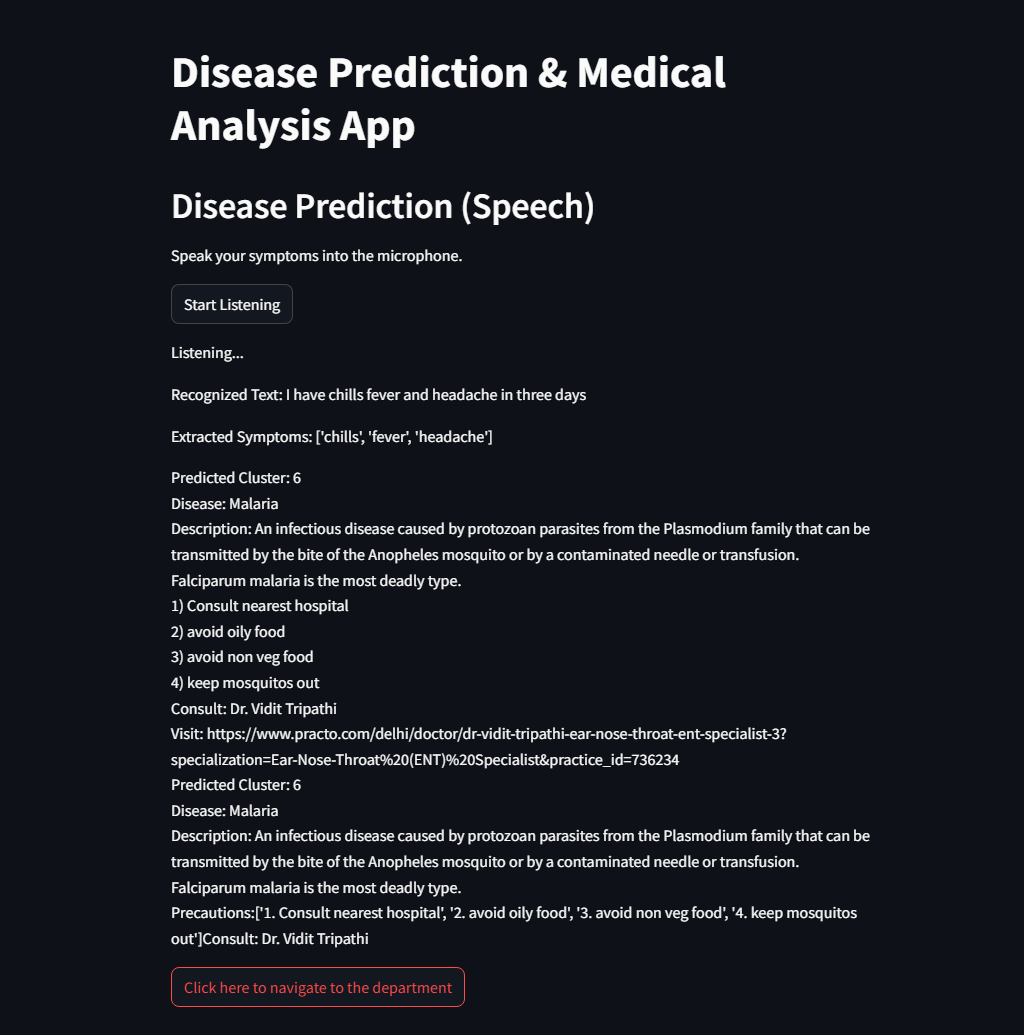 Disease Prediction & Medical
Analysis App
Disease Prediction (Speech)
Speak your symptoms into the microphone.
Start Listening
Listening...
Recognized Text: I have chills fever and headache in three days
Extracted Symptoms: ['chills', 'fever', 'headache']
Predicted Cluster: 6
Disease: Malaria
Description: An infectious disease caused by protozoan parasites from the Plasmodium family that can be
transmitted by the bite of the Anopheles mosquito or by a contaminated needle or transfusion.
Falciparum malaria is the most deadly type.
1) Consult nearest hospital
2) avoid oily food
3) avoid non veg food
4) keep mosquitos out
Consult: Dr. Vidit Tripathi
Visit: https://www.practo.com/delhi/doctor/dr-vidit-tripathi-ear-nose-throat-ent-specialist-3?
specialization=Ear-Nose-Throat%20(ENT)%20Specialist&practice_id=736234
Predicted Cluster: 6
Disease: Malaria
Description: An infectious disease caused by protozoan parasites from the Plasmodium family that can be
transmitted by the bite of the Anopheles mosquito or by a contaminated needle or transfusion.
Falciparum malaria is the most deadly type.
Precautions:['1. Consult nearest hospital', '2. avoid oily food', '3. avoid non veg food', '4. keep mosquitos
out']Consult: Dr. Vidit Tripathi
Click here to navigate to the department